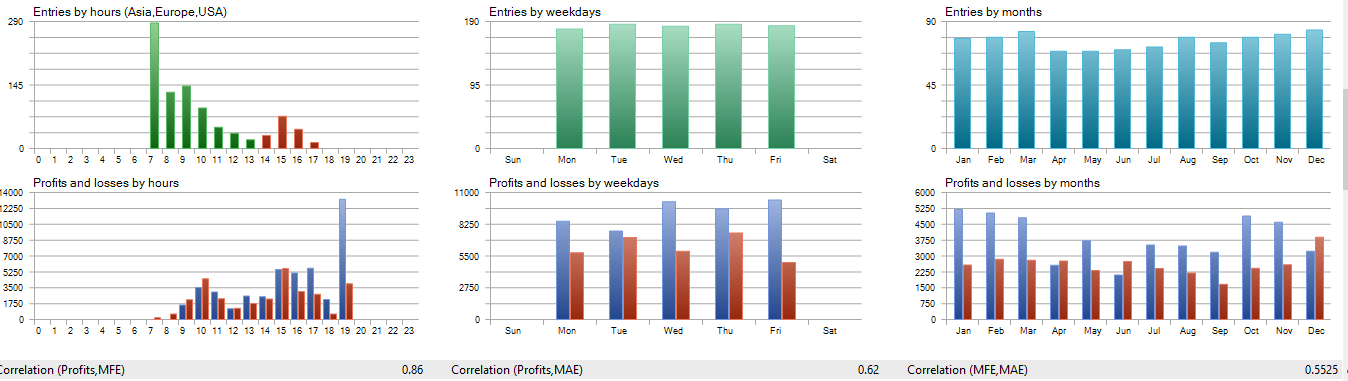 Entries by hours (Asia,Europe,USA)
290
145
0
0 1 2 3 4 5 6 7 8 9 10 11 12 13 14 15 16 17 18 19 20 21 22 23
Entries by weekdays
190
95
0
Sun Mon Tue Wed Thu Fri Sat
Entries by months
90
45
0
Jan Feb Mar Apr May Jun Jul Aug Sep Oct Nov Dec
Profits and losses by hours
14000
12250
10500
8750
7000
5250
3500
1750
0
0 1 2 3 4 5 6 7 8 9 10 11 12 13 14 15 16 17 18 19 20 21 22 23
Profits and losses by weekdays
11000
8250
5500
2750
0
Sun Mon Tue Wed Thu Fri Sat
Profits and losses by months
6000
5250
4500
3750
3000
2250
1500
750
0
Jan Feb Mar Apr May Jun Jul Aug Sep Oct Nov Dec
Correlation (Profits,MFE) 0.86
Correlation (Profits,MAE) 0.62
Correlation (MFE,MAE) 0.5525